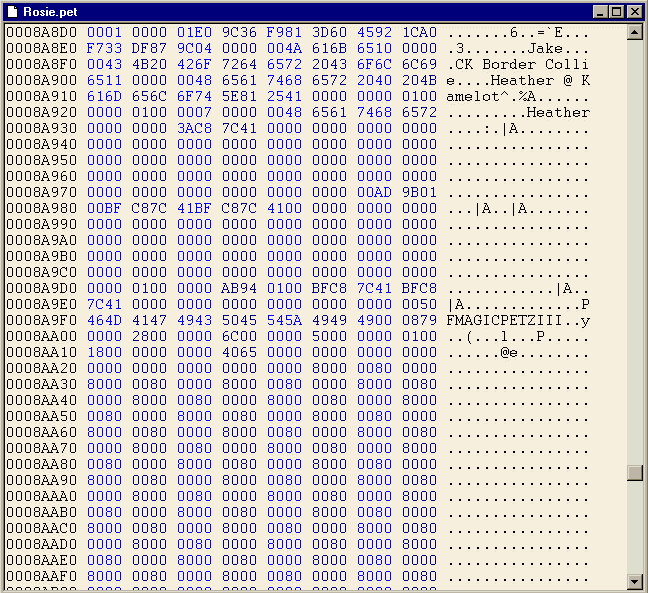 Rosie.pet
0008A8D0 0001 0000 01E0 9C36 F981 3D60 4592 1CA0 .......6..=`E...
0008A8E0 F733 DF87 9C04 0000 004A 616B 6510 0000 .3.......Jake...
0008A8F0 0043 4B20 426F 7264 6572 2043 6F6C 6C69 .CK Border Colli
0008A900 6511 0000 0048 6561 7468 6572 2040 204B e....Heather @ K
0008A910 616D 656C 6F74 5E81 2541 0000 0000 0100 amelot^.%A......
0008A920 0000 0100 0007 0000 0048 6561 7468 6572 .........Heather
0008A930 0000 0000 3AC8 7C41 0000 0000 0000 0000 ....:.|A........
0008A940 0000 0000 0000 0000 0000 0000 0000 0000 ................
0008A950 0000 0000 0000 0000 0000 0000 0000 0000 ................
0008A960 0000 0000 0000 0000 0000 0000 0000 0000 ................
0008A970 0000 0000 0000 0000 0000 0000 00AD 9B01 ................
0008A980 00BF C87C 41BF C87C 4100 0000 0000 0000 ...|A..|A.......
0008A990 0000 0000 0000 0000 0000 0000 0000 0000 ................
0008A9A0 0000 0000 0000 0000 0000 0000 0000 0000 ................
0008A9B0 0000 0000 0000 0000 0000 0000 0000 0000 ................
0008A9C0 0000 0000 0000 0000 0000 0000 0000 0000 ................
0008A9D0 0000 0100 0000 AB94 0100 BFC8 7C41 BFC8 ............|A..
0008A9E0 7C41 0000 0000 0000 0000 0000 0000 0050 |A.............P
0008A9F0 464D 4147 4943 5045 545A 4949 4900 0879 FMAGICPETZIII..y
0008AA00 0000 2800 0000 6C00 0000 5000 0000 0100 ..(...l...P.....
0008AA10 1800 0000 0000 4065 0000 0000 0000 0000 ......@e........
0008AA20 0000 0000 0000 0000 0000 8000 0080 0000 ................
0008AA30 8000 0080 0000 8000 0080 0000 8000 0080 ................
0008AA40 0000 8000 0080 0000 8000 0080 0000 8000 ................
0008AA50 0080 0000 8000 0080 0000 8000 0080 0000 ................
0008AA60 8000 0080 0000 8000 0080 0000 8000 0080 ................
0008AA70 0000 8000 0080 0000 8000 0080 0000 8000 ................
0008AA80 0080 0000 8000 0080 0000 8000 0080 0000 ................
0008AA90 8000 0080 0000 8000 0080 0000 8000 0080 ................
0008AAA0 0000 8000 0080 0000 8000 0080 0000 8000 ................
0008AAB0 0080 0000 8000 0080 0000 8000 0080 0000 ................
0008AAC0 8000 0080 0000 8000 0080 0000 8000 0080 ................
0008AAD0 0000 8000 0080 0000 8000 0080 0000 8000 ................
0008AAE0 0080 0000 8000 0080 0000 8000 0080 0000 ................
0008AAF0 8000 0080 0000 8000 0080 0000 8000 0080 ................